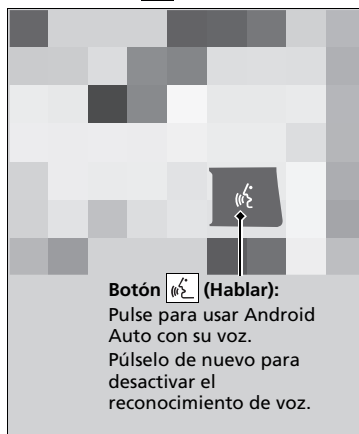 Botón (Hablar):
Pulse para usar Android
Auto con su voz.
Púlselo de nuevo para
desactivar el
reconocimiento de voz.